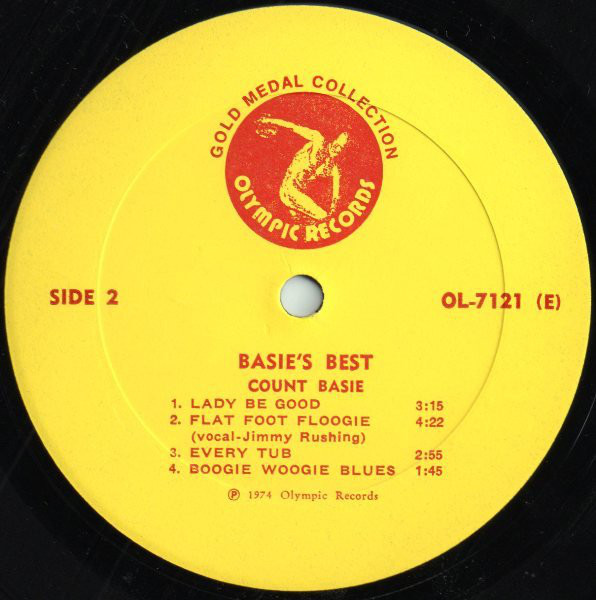 GOLD MEDAL COLLECTION
OLYMPIC RECORDS
SIDE 2
OL-7121 (E)
BASIE'S BEST
COUNT BASIE
1. LADY BE GOOD 3:15
2. FLAT FOOT FLOOGIE 4:22
(vocal-Jimmy Rushing)
3. EVERY TUB 2:55
4. BOOGIE WOOGIE BLUES 1:45
℗ 1974 Olympic Records